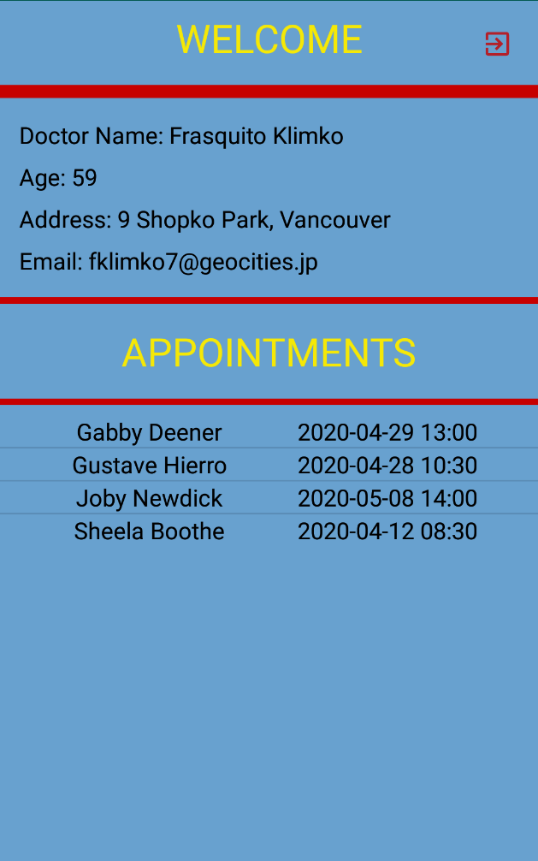 WELCOME
Doctor Name: Frasquito Klimko
Age: 59
Address: 9 Shopko Park, Vancouver
Email: fklimko7@geocities.jp
APPOINTMENTS
Gabby Deener 2020-04-29 13:00
Gustave Hierro 2020-04-28 10:30
Joby Newdick 2020-05-08 14:00
Sheela Boothe 2020-04-12 08:30